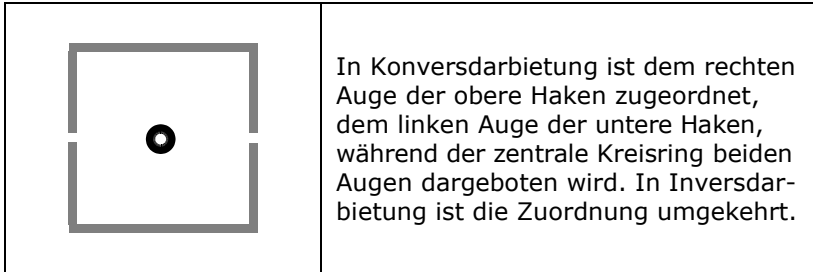 In Konversdarbietung ist dem rechten
Auge der obere Haken zugeordnet,
dem linken Auge der untere Haken,
während der zentrale Kreisring beiden
Augen dargeboten wird. In Inversdar-
bietung ist die Zuordnung umgekehrt.